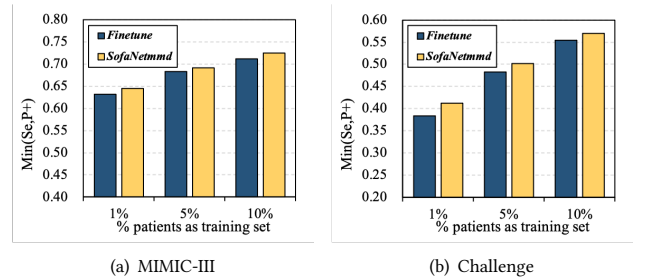 0.80
0.75
0.70
0.65
0.60
0.55
0.50
0.45
0.40
Min(Se,P+)
Finetune
SofaNetmmd
1% 5% 10%
% patients as training set
(a) MIMIC-III
0.60
0.55
0.50
0.45
0.40
0.35
0.30
0.25
0.20
Min(Se,P+)
Finetune
SofaNetmmd
1% 5% 10%
% patients as training set
(b) Challenge